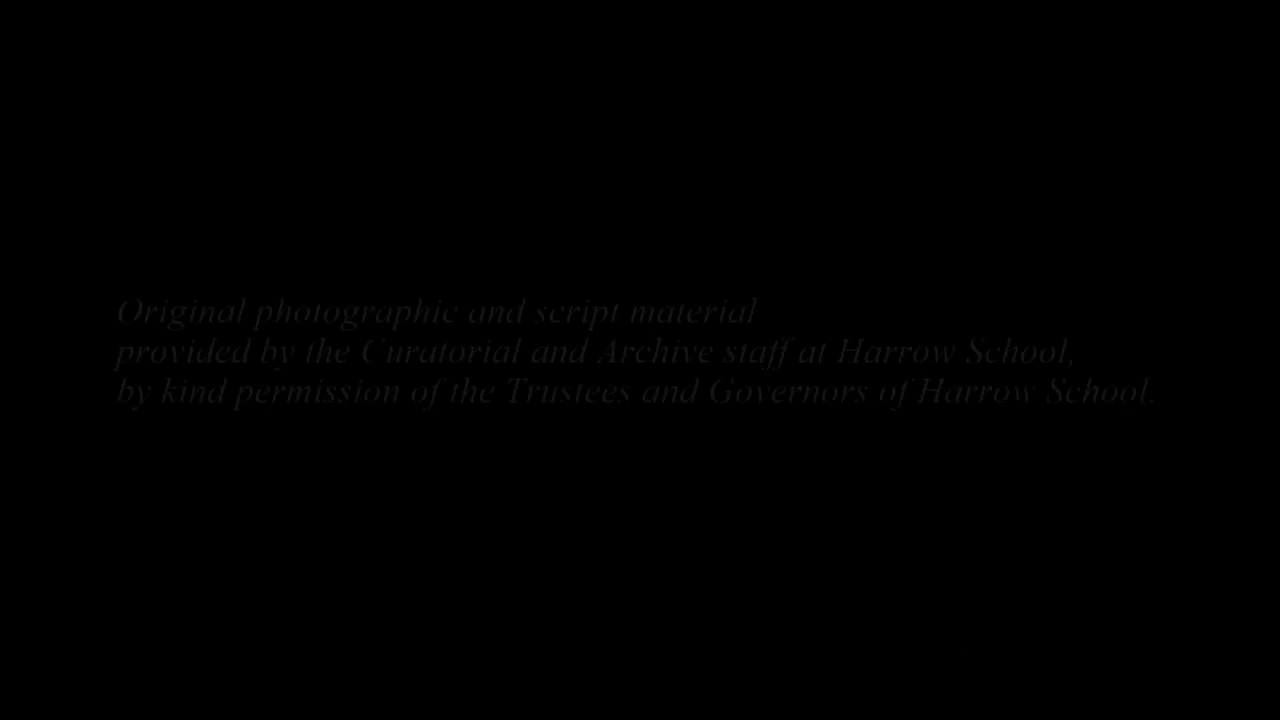 Original photographic and script material
provided by the Curatorial and Archive staff at Harrow School,
by kind permission of the Trustees and Governors of Harrow School.